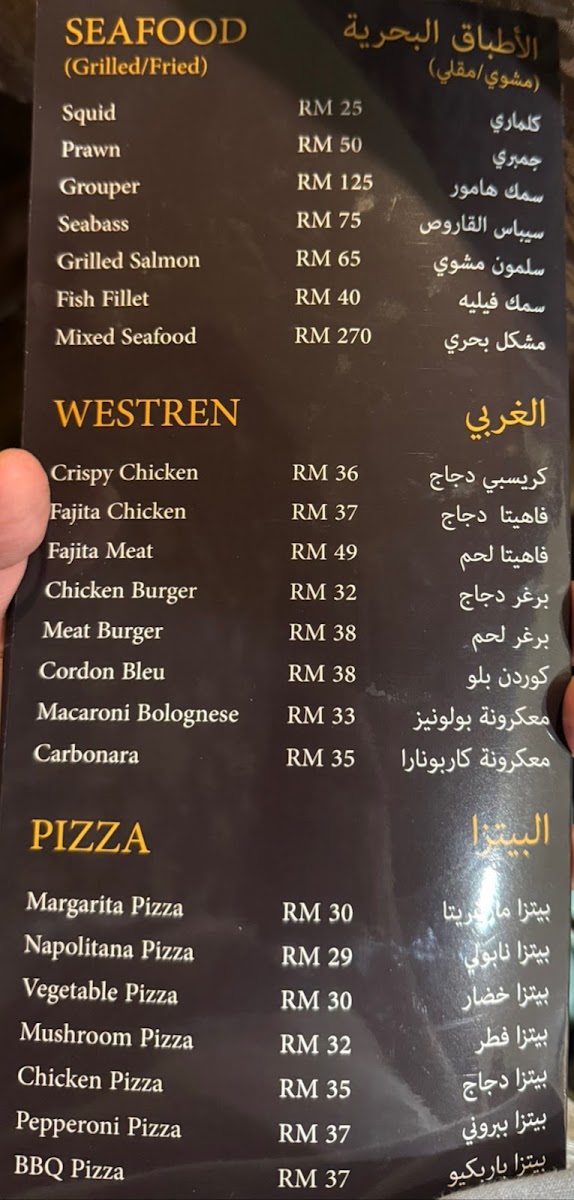 SEAFOOD الأطباق البحرية
(Grilled/Fried) (مشوي/مقلي)
Squid RM 25 كلماري
Prawn RM 50 جمبري
Grouper RM 125 سمك هامور
Seabass RM 75 سيباس القاروص
Grilled Salmon RM 65 سلمون مشوي
Fish Fillet RM 40 سمك فيليه
Mixed Seafood RM 270 مشكل بحري
WESTREN الغربي
Crispy Chicken RM 36 كريسبي دجاج
Fajita Chicken RM 37 فاهيتا دجاج
Fajita Meat RM 49 فاهيتا لحم
Chicken Burger RM 32 برغر دجاج
Meat Burger RM 38 برغر لحم
Cordon Bleu RM 38 كوردن بلو
Macaroni Bolognese RM 33 معكرونة بولونيز
Carbonara RM 35 معكرونة كاربونارا
PIZZA البيتزا
Margarita Pizza RM 30 بيتزا
Napolitana Pizza RM 29 بيتزا نابولي
Vegetable Pizza RM 30 بيتزا خضار
Mushroom Pizza RM 32 بيتزا فطر
Chicken Pizza RM 35 بيتزا دجاج
Pepperoni Pizza RM 37 بيتزا ببروني
BBQ Pizza RM 37 بيتزا باربكيو